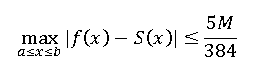 max a≤x≤b |f(x) − S(x)| ≤ 5M/384